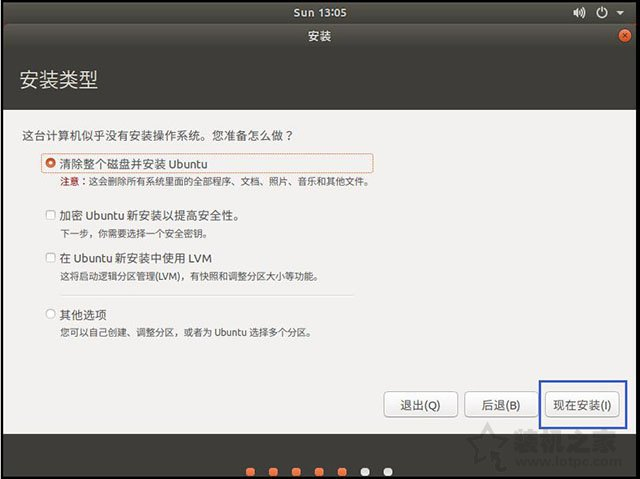 Sun 13:05
安装
安装类型
这台计算机似乎没有安装操作系统。您准备怎么做？
清除整个磁盘并安装 Ubuntu
注意：这会删除所有系统里面的全部程序、文档、照片、音乐和其他文件。
加密 Ubuntu 新安装以提高安全性。
下一步，你需要选择一个安全密钥。
在 Ubuntu 新安装中使用 LVM
这将启动逻辑分区管理(LVM)，有快照和调整分区大小等功能。
其他选项
您可以自己创建、调整分区，或者为 Ubuntu 选择多个分区。
退出(Q) 后退(B) 现在安装(I)
装机之家
www.lotpc.com